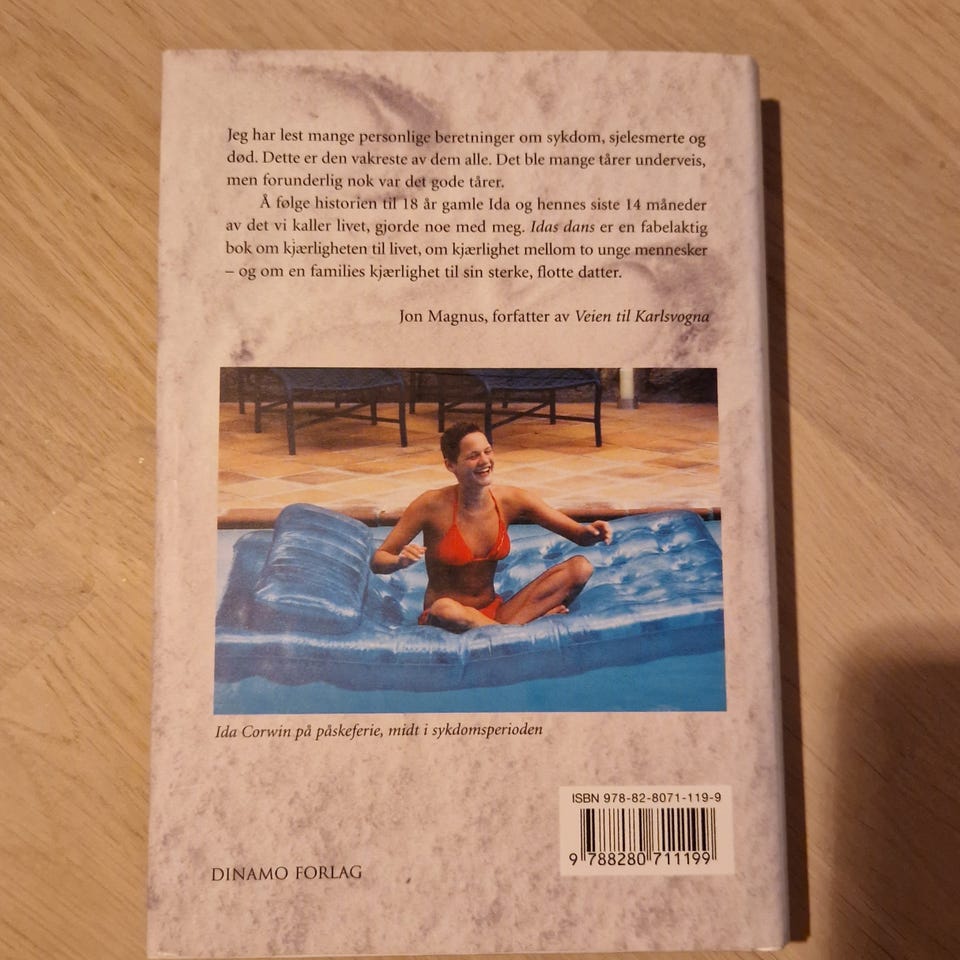 Jeg har lest mange personlige beretninger om sykdom, sjelesmerte og
død. Dette er den vakreste av dem alle. Det ble mange tårer underveis,
men forunderlig nok var det gode tårer.
Å følge historien til 18 år gamle Ida og hennes siste 14 måneder
av det vi kaller livet, gjorde noe med meg. Idas dans er en fabelaktig
bok om kjærligheten til livet, om kjærlighet mellom to unge mennesker
– og om en families kjærlighet til sin sterke, flotte datter.
Jon Magnus, forfatter av Veien til Karlsvogna
Ida Corwin på påskeferie, midt i sykdomsperioden
ISBN 978-82-8071-119-9
9 788280 711199
DINAMO FORLAG